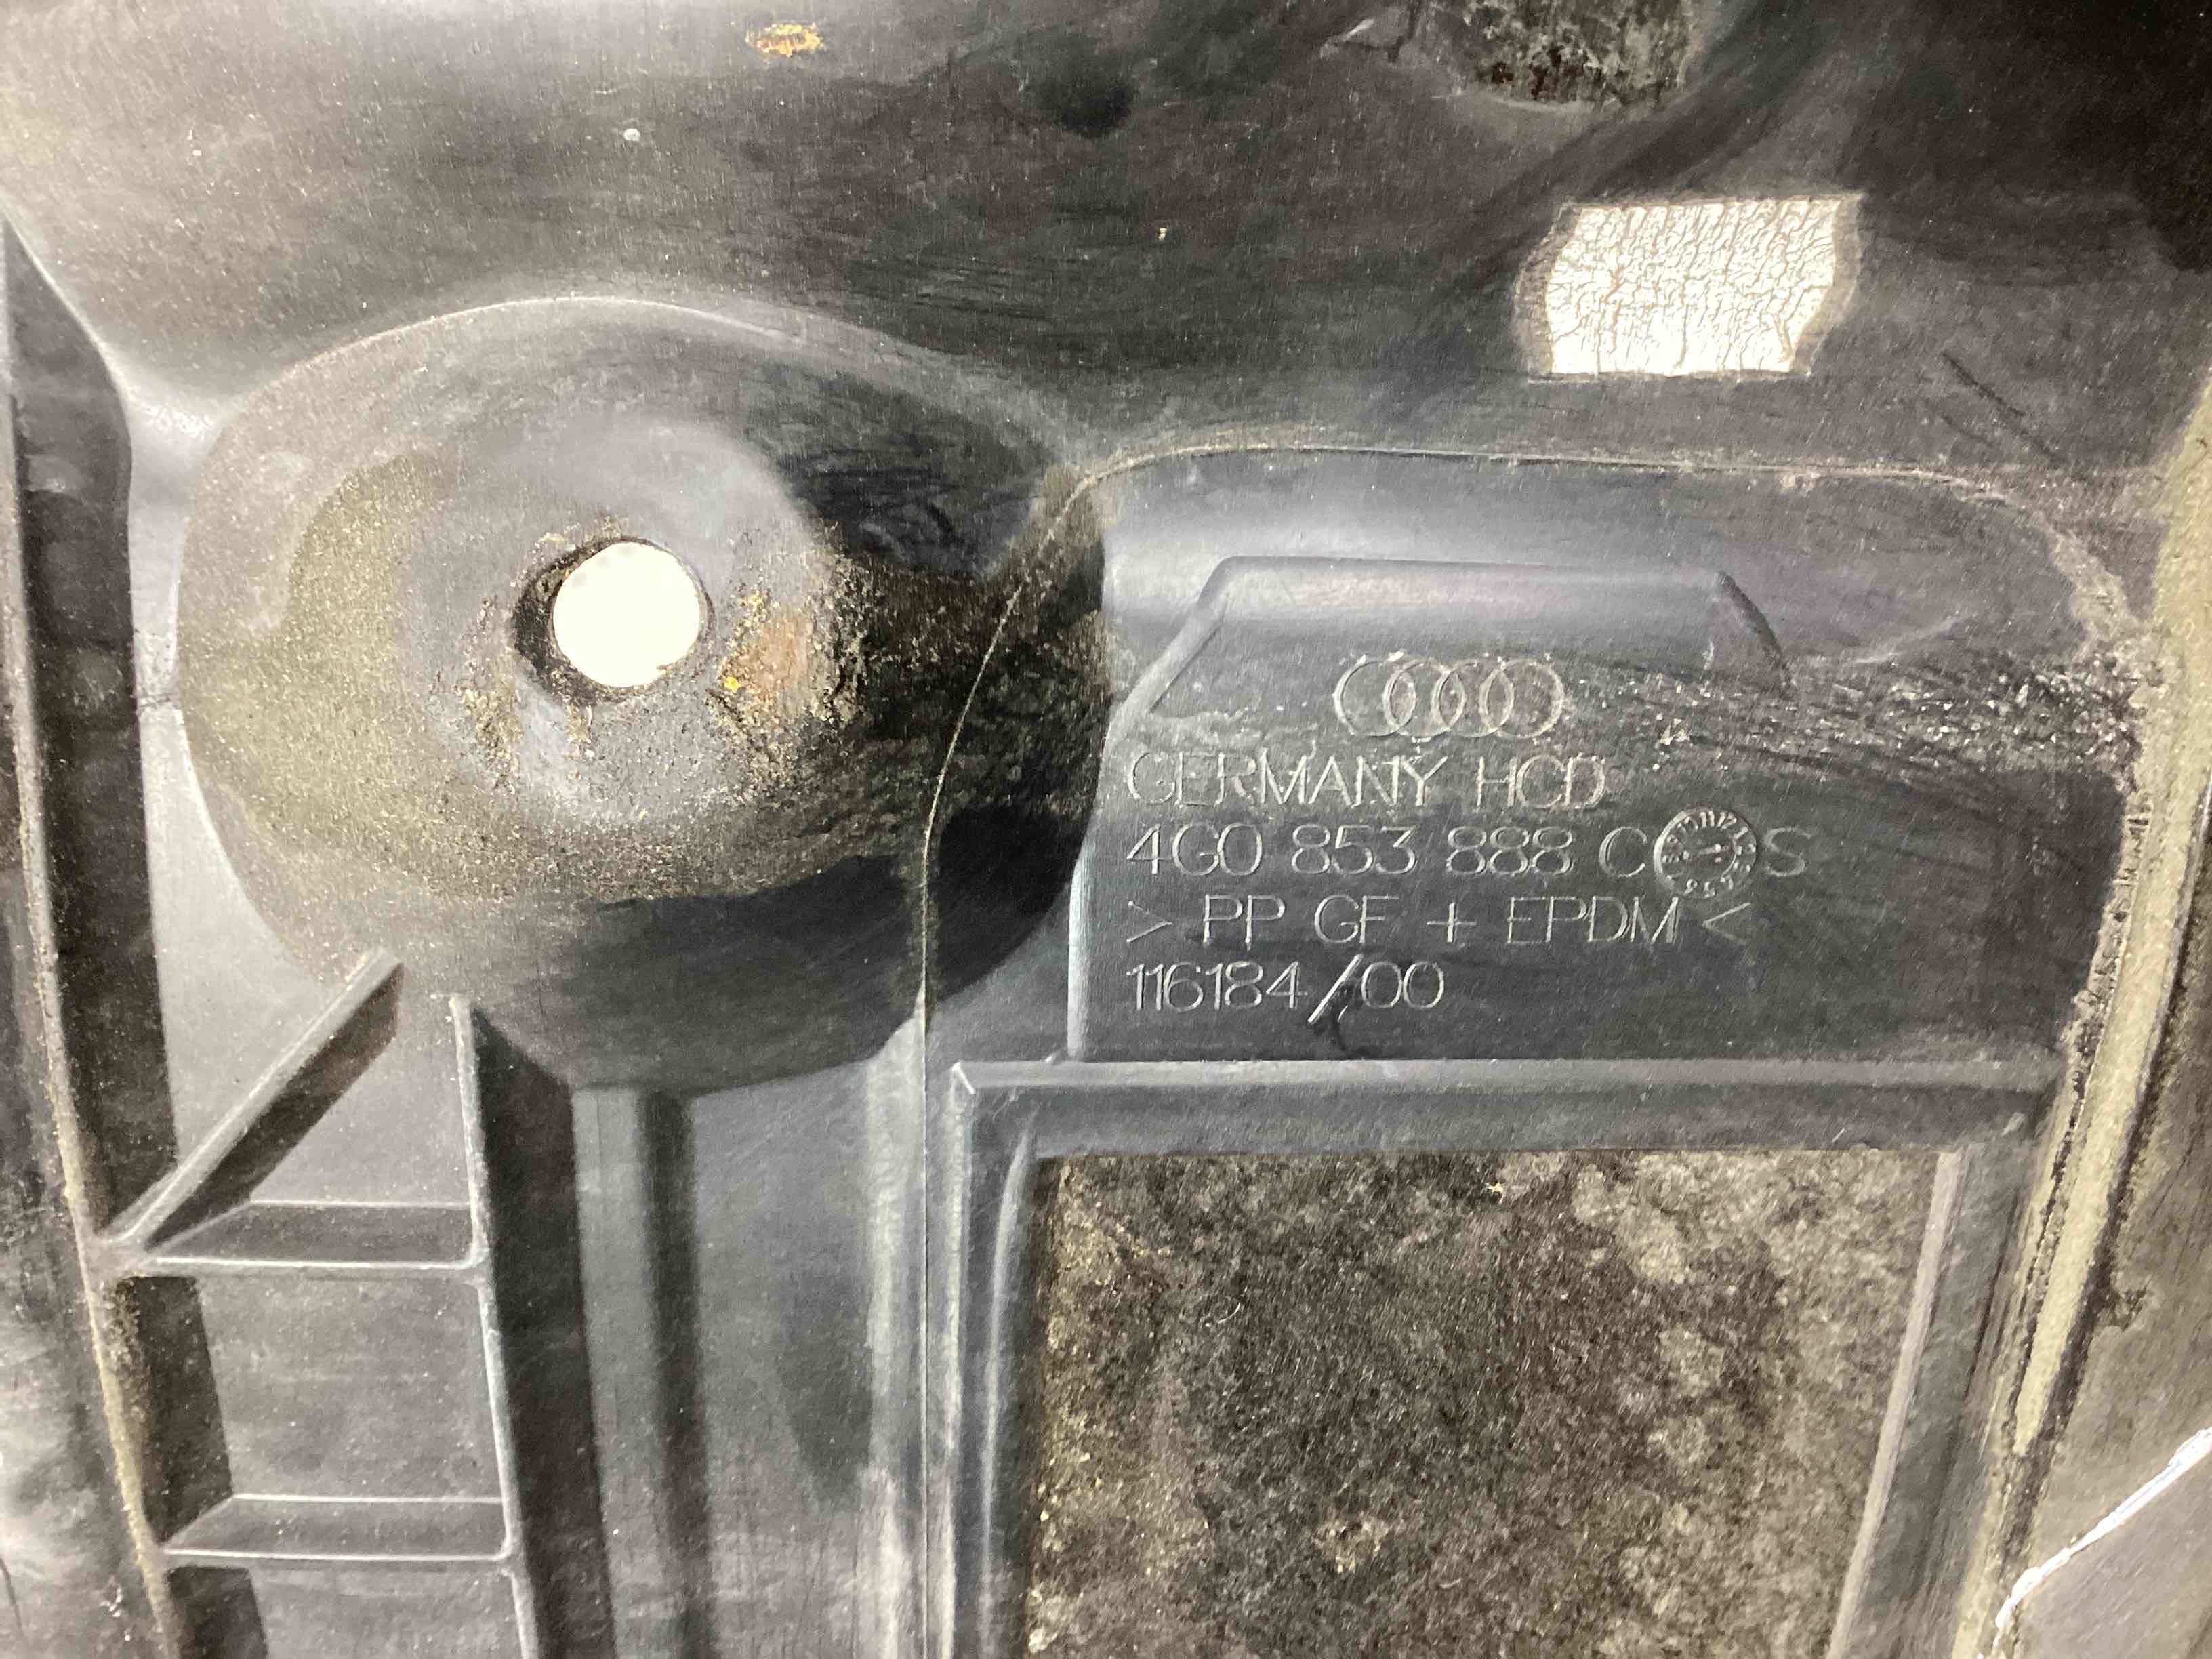 GERMANY HCD
4G0 853 888 C S
> PP GF + EPDM <
116184/00